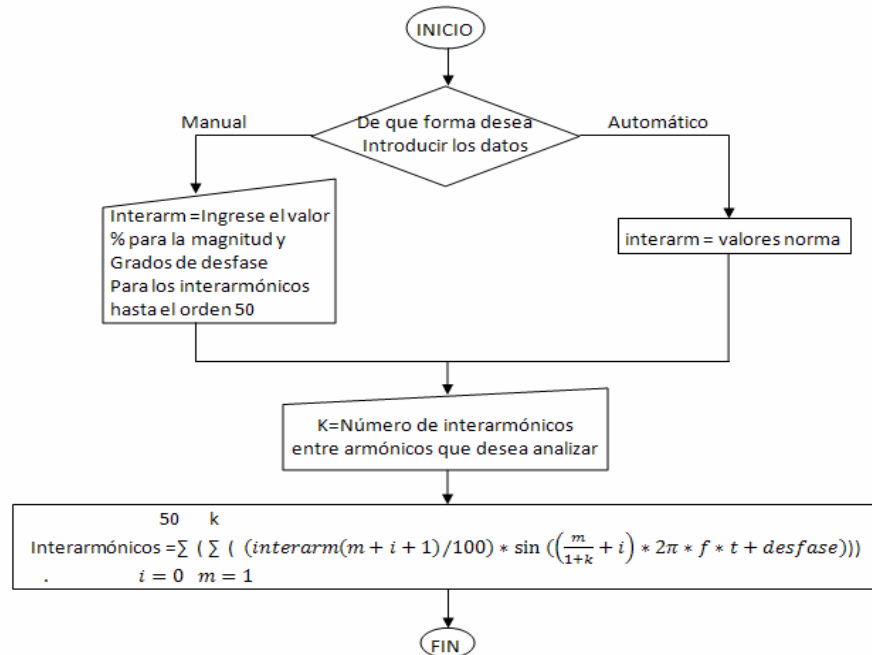 INICIO
De que forma desea
Introducir los datos
Manual
Automático
Interarm =Ingrese el valor
% para la magnitud y
Grados de desfase
Para los interarmónicos
hasta el orden 50
interarm = valores norma
K=Número de interarmónicos
entre armónicos que desea analizar
50 k
Interarmónicos =∑ ( ∑ ( (interarm(m + i + 1)/100) * sin ((m/(1+k) + i) * 2π * f * t + desfase)))
. i = 0 m = 1
FIN